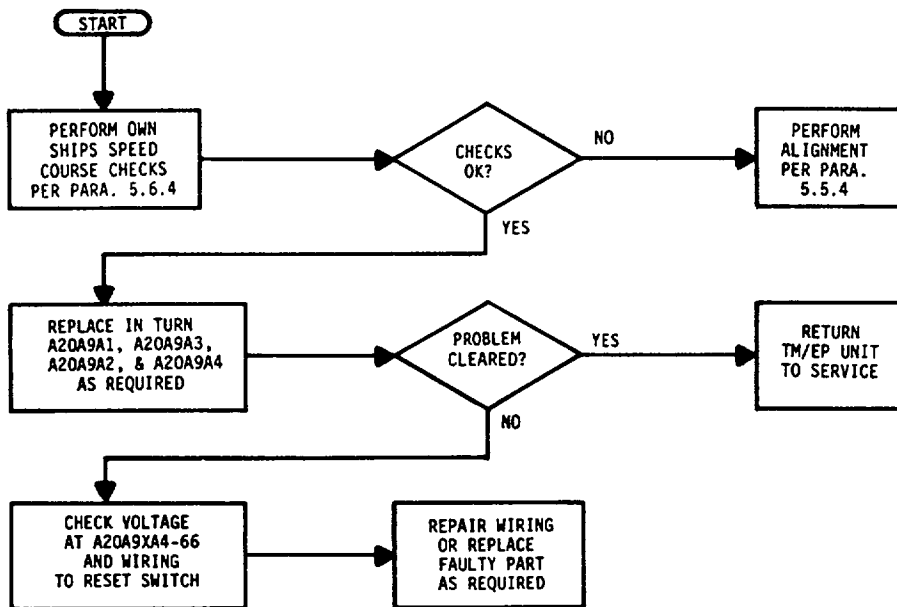 START
PERFORM OWN
SHIPS SPEED
COURSE CHECKS
PER PARA. 5.6.4
CHECKS
OK?
NO
PERFORM
ALIGNMENT
PER PARA.
5.5.4
YES
REPLACE IN TURN
A20A9A1, A20A9A3,
A20A9A2, & A20A9A4
AS REQUIRED
PROBLEM
CLEARED?
YES
RETURN
TM/EP UNIT
TO SERVICE
NO
CHECK VOLTAGE
AT A20A9XA4-66
AND WIRING
TO RESET SWITCH
REPAIR WIRING
OR REPLACE
FAULTY PART
AS REQUIRED